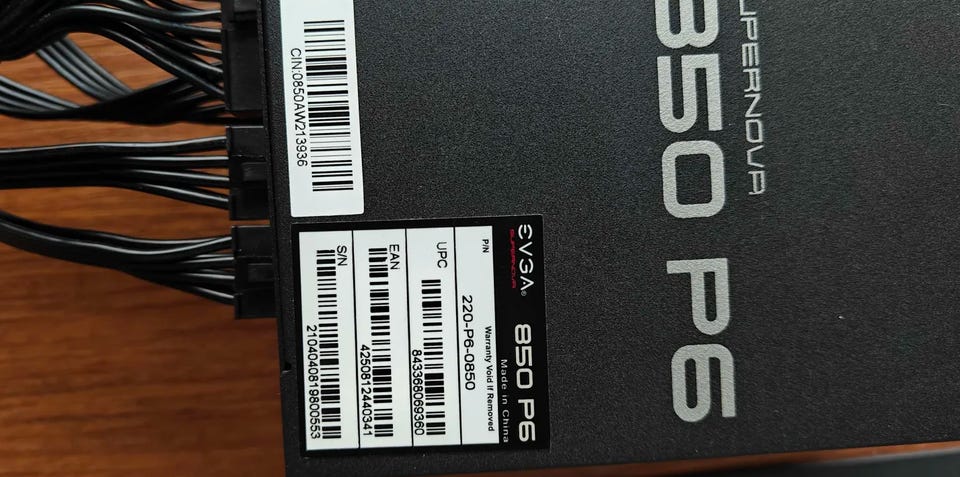 SUPERNOVA
850 P6
CIN:0850AW213936
EVGA® 850 P6
SUPERNOVA Made in China
Warranty Void If Removed
P/N 220-P6-0850
UPC
843368069360
EAN
4250812440341
S/N
2104040819800553